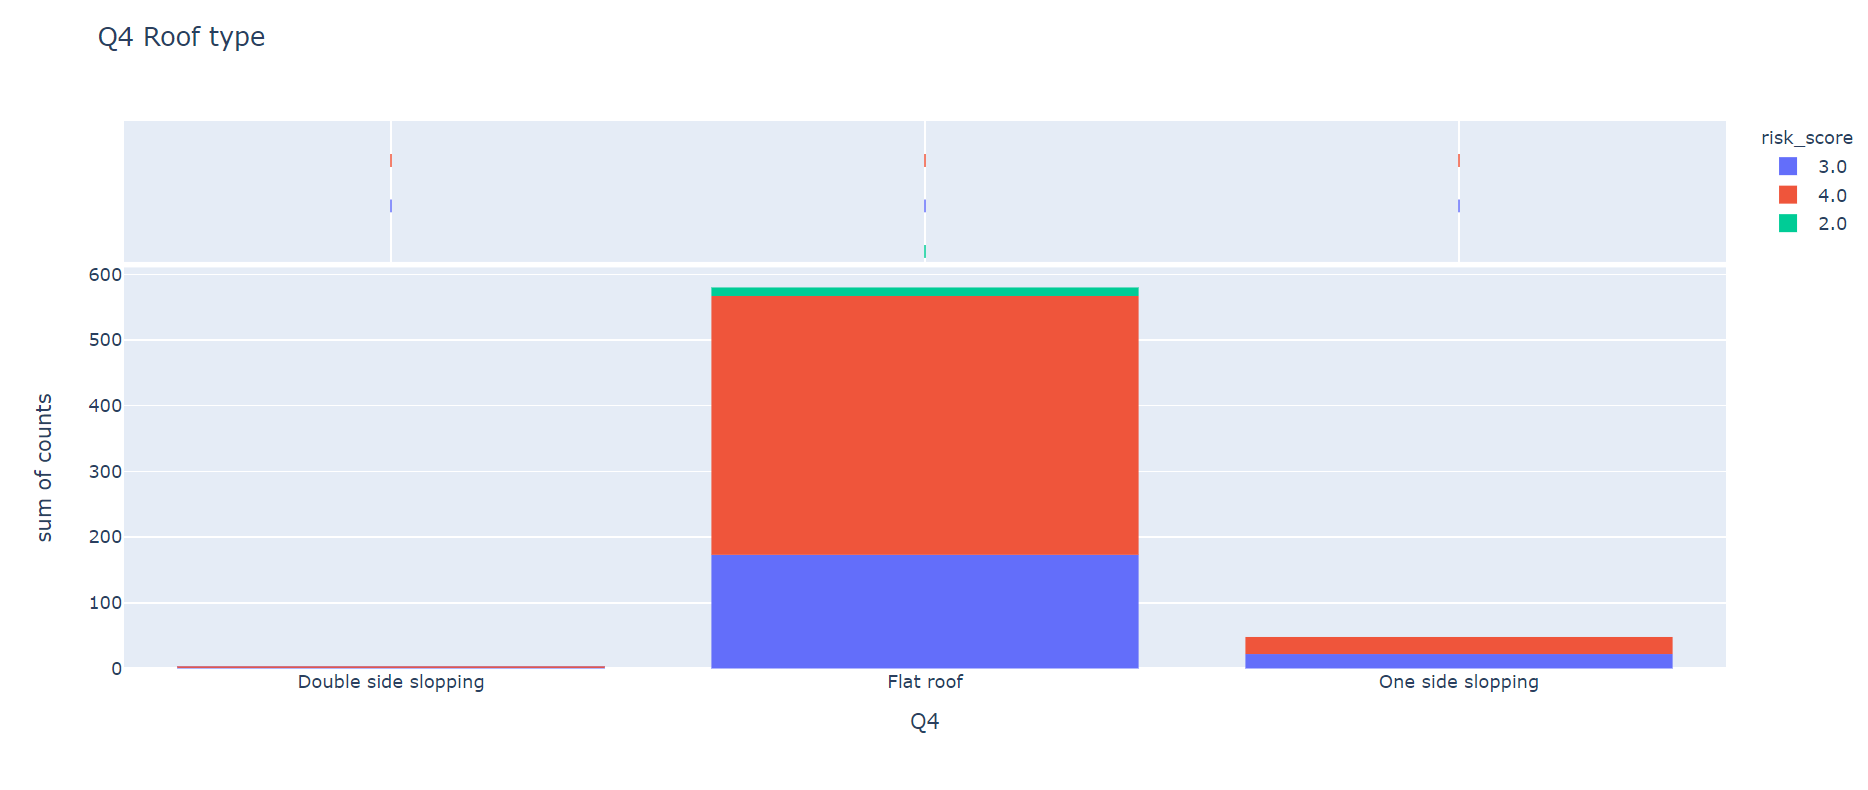 Q4 Roof type
risk_score
3.0
4.0
2.0
600
500
400
300
200
100
0
sum of counts
Double side slopping
Flat roof
One side slopping
Q4